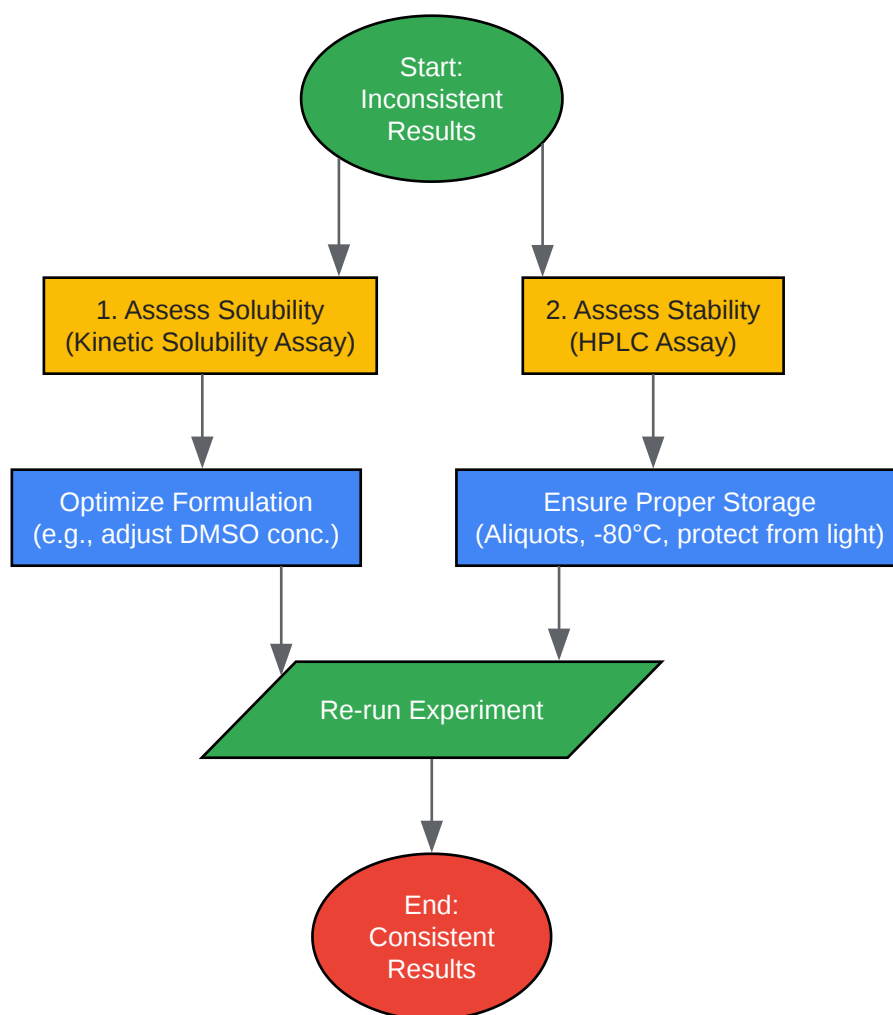 Start:
Inconsistent
Results
1. Assess Solubility
(Kinetic Solubility Assay)
2. Assess Stability
(HPLC Assay)
Optimize Formulation
(e.g., adjust DMSO conc.)
Ensure Proper Storage
(Aliquots, -80°C, protect from light)
Re-run Experiment
End:
Consistent
Results